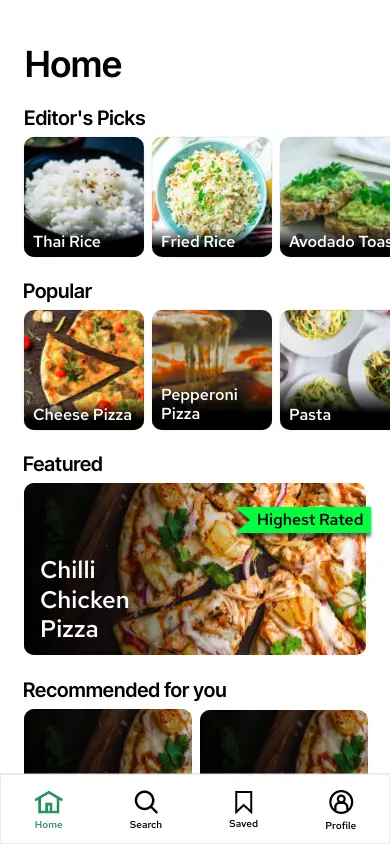 Home
Editor's Picks
Thai Rice
Fried Rice
Avodado Toas
Popular
Cheese Pizza
Pepperoni
Pizza
Pasta
Featured
Highest Rated
Chilli
Chicken
Pizza
Recommended for you
Home
Search
Saved
Profile